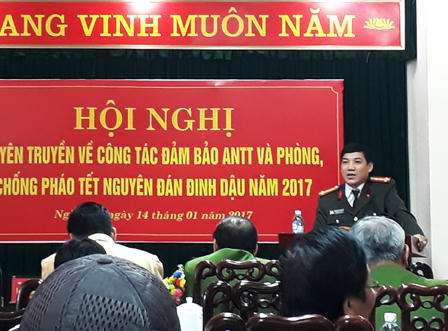 ANG VINH MUÔN NĂM
HỘI NGHỊ
YÊN TRUYỀN VỀ CÔNG TÁC ĐẢM BẢO ANTT VÀ PHÒNG,
CHỐNG PHÁO TẾT NGUYÊN ĐÁN ĐINH DẬU NĂM 2017
ngày 14 tháng 01 năm 2017